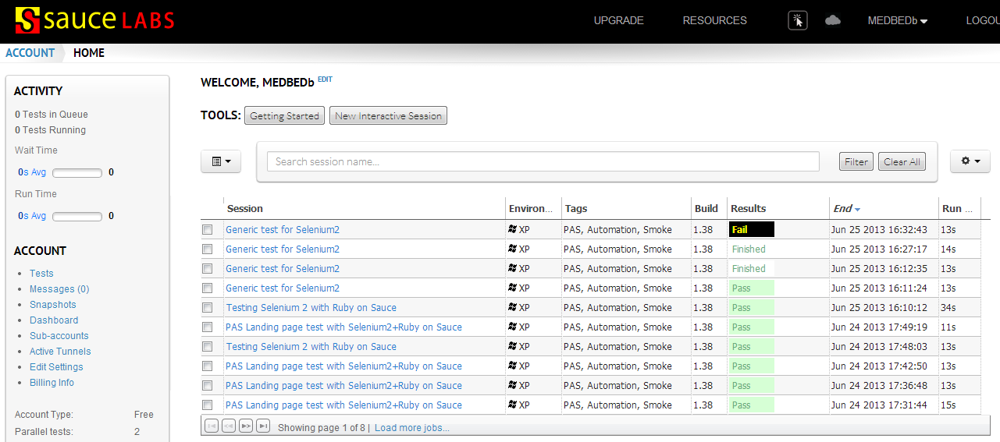 sauce LABS
UPGRADE RESOURCES MEDBEDb LOGOU
ACCOUNT HOME
ACTIVITY
0 Tests in Queue
0 Tests Running
Wait Time
0s Avg 0
Run Time
0s Avg 0
ACCOUNT
Tests
Messages (0)
Snapshots
Dashboard
Sub-accounts
Active Tunnels
Edit Settings
Billing Info
Account Type: Free
Parallel tests: 2
WELCOME, MEDBEDb EDIT
TOOLS: Getting Started New Interactive Session
Search session name... Filter Clear All
Session Environ... Tags Build Results End Run ...
Generic test for Selenium2 XP PAS, Automation, Smoke 1.38 Fail Jun 25 2013 16:32:43 13s
Generic test for Selenium2 XP PAS, Automation, Smoke 1.38 Finished Jun 25 2013 16:27:17 14s
Generic test for Selenium2 XP PAS, Automation, Smoke 1.38 Finished Jun 25 2013 16:12:35 13s
Generic test for Selenium2 XP PAS, Automation, Smoke 1.38 Pass Jun 25 2013 16:11:24 13s
Testing Selenium 2 with Ruby on Sauce XP PAS, Automation, Smoke 1.38 Pass Jun 25 2013 16:10:12 34s
PAS Landing page test with Selenium2+Ruby on Sauce XP PAS, Automation, Smoke 1.38 Pass Jun 24 2013 17:49:19 11s
Testing Selenium 2 with Ruby on Sauce XP PAS, Automation, Smoke 1.38 Pass Jun 24 2013 17:48:03 13s
PAS Landing page test with Selenium2+Ruby on Sauce XP PAS, Automation, Smoke 1.38 Pass Jun 24 2013 17:42:50 13s
PAS Landing page test with Selenium2+Ruby on Sauce XP PAS, Automation, Smoke 1.38 Pass Jun 24 2013 17:36:48 13s
PAS Landing page test with Selenium2+Ruby on Sauce XP PAS, Automation, Smoke 1.38 Pass Jun 24 2013 17:31:44 15s
Showing page 1 of 8 | Load more jobs...